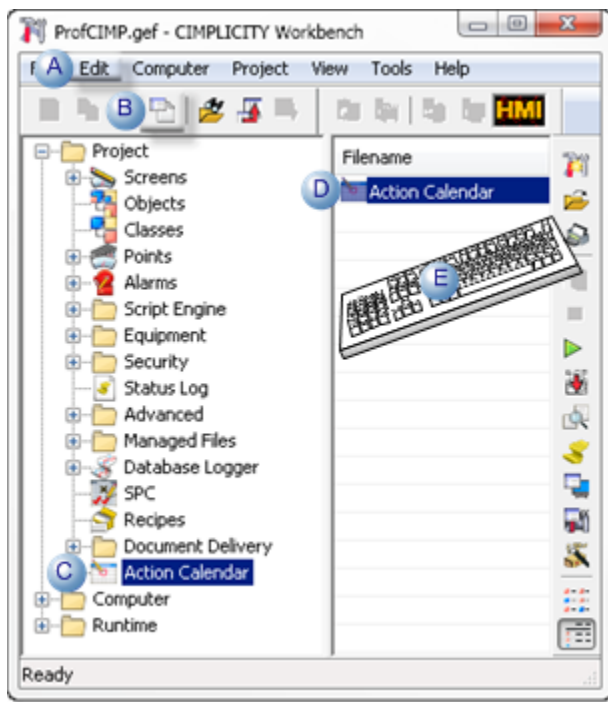 ProfCIMP.gef - CIMPLICITY Workbench
F A Edit Computer Project View Tools Help
B HMI
Project
Screens
Objects
Classes
Points
Alarms
Script Engine
Equipment
Security
Status Log
Advanced
Managed Files
Database Logger
SPC
Recipes
Document Delivery
C Action Calendar
Computer
Runtime
Filename
D Action Calendar
E
Ready